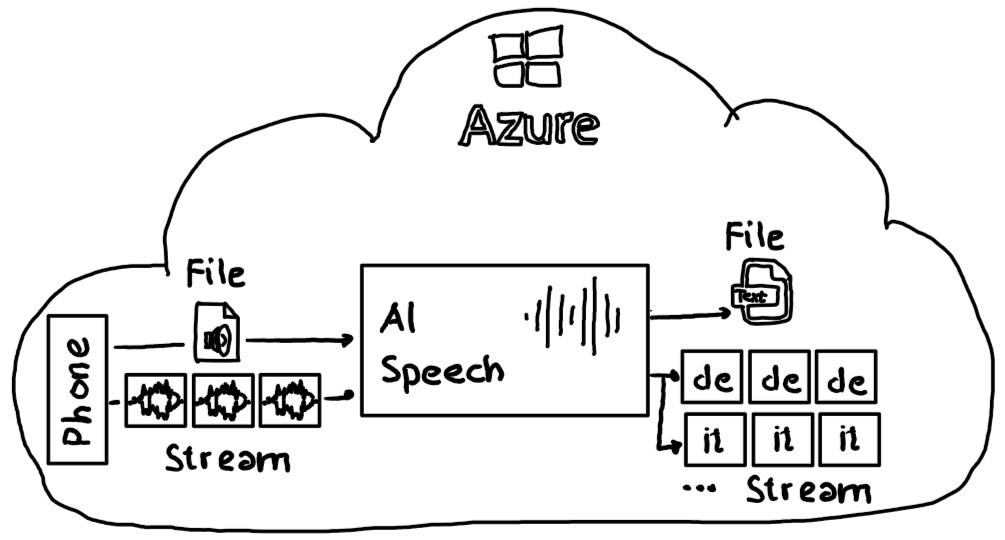 Azure
File
File
Text
AI
Speech
Phone
de de de
it it it
Stream
... Stream